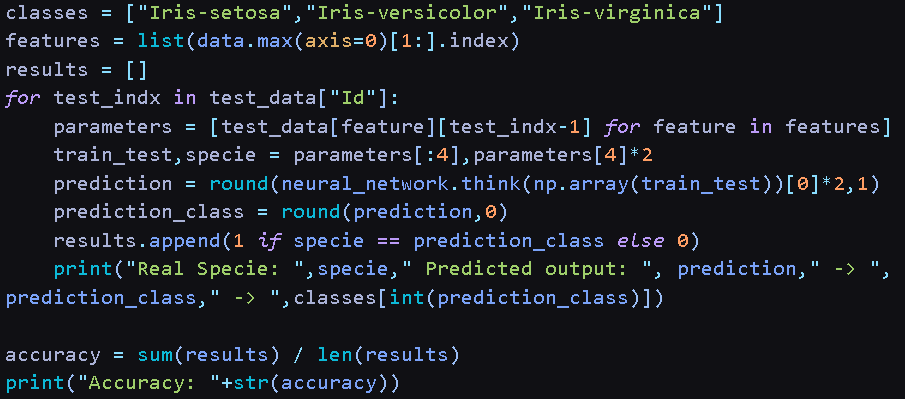 classes = ["Iris-setosa","Iris-versicolor","Iris-virginica"]
features = list(data.max(axis=0)[1:].index)
results = []
for test_indx in test_data["Id"]:
    parameters = [test_data[feature][test_indx-1] for feature in features]
    train_test,specie = parameters[:4],parameters[4]*2
    prediction = round(neural_network.think(np.array(train_test))[0]*2,1)
    prediction_class = round(prediction,0)
    results.append(1 if specie == prediction_class else 0)
    print("Real Specie: ",specie," Predicted output: ", prediction," -> ",
prediction_class," -> ",classes[int(prediction_class)])

accuracy = sum(results) / len(results)
print("Accuracy: "+str(accuracy))